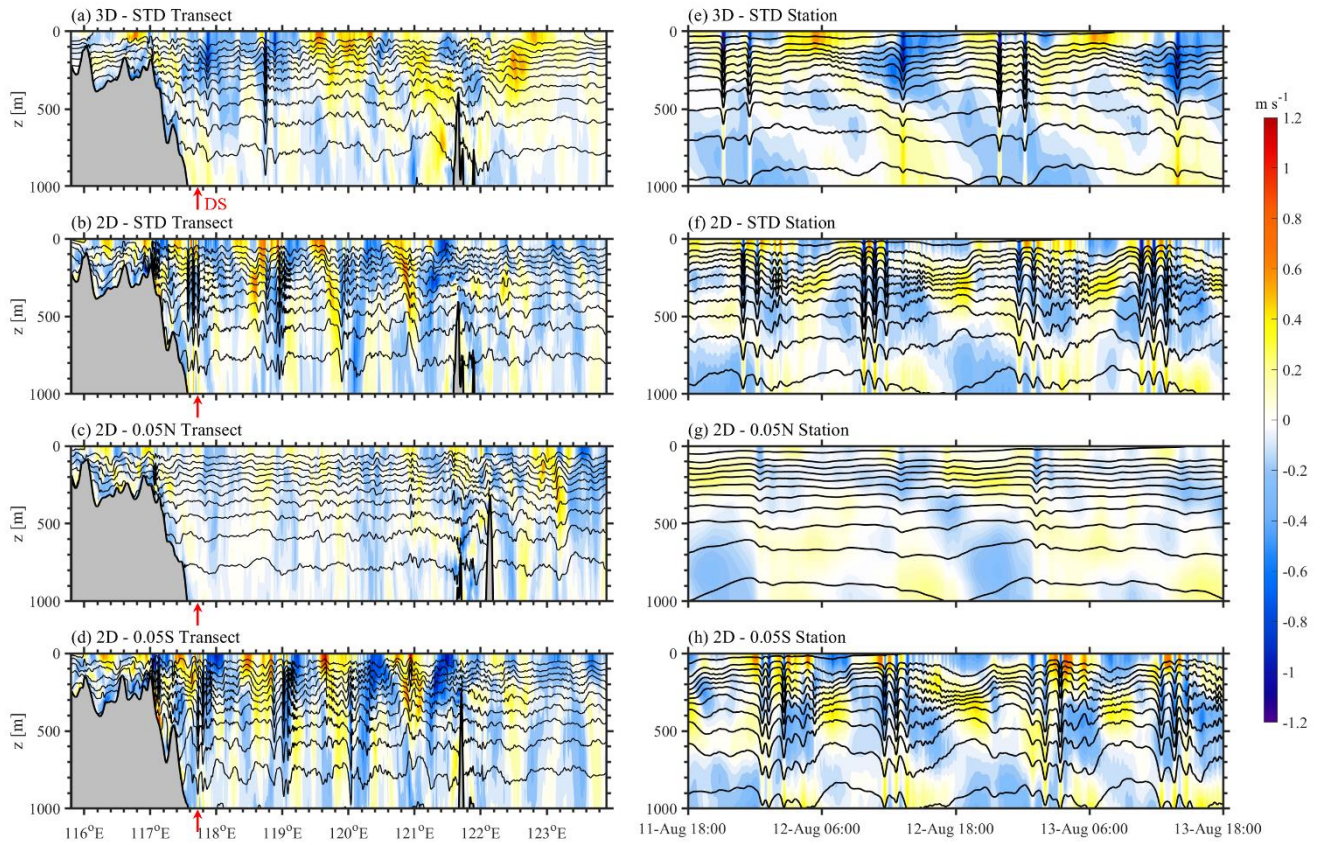 (a) 3D - STD Transect
0
500
1000
z [m]
DS
(b) 2D - STD Transect
0
500
1000
z [m]
(c) 2D - 0.05N Transect
0
500
1000
z [m]
(d) 2D - 0.05S Transect
0
500
1000
z [m]
116°E 117°E 118°E 119°E 120°E 121°E 122°E 123°E
(e) 3D - STD Station
0
500
1000
(f) 2D - STD Station
0
500
1000
(g) 2D - 0.05N Station
0
500
1000
(h) 2D - 0.05S Station
0
500
1000
11-Aug 18:00 12-Aug 06:00 12-Aug 18:00 13-Aug 06:00 13-Aug 18:00
m s⁻¹
1.2
1
0.8
0.6
0.4
0.2
0
-0.2
-0.4
-0.6
-0.8
-1
-1.2